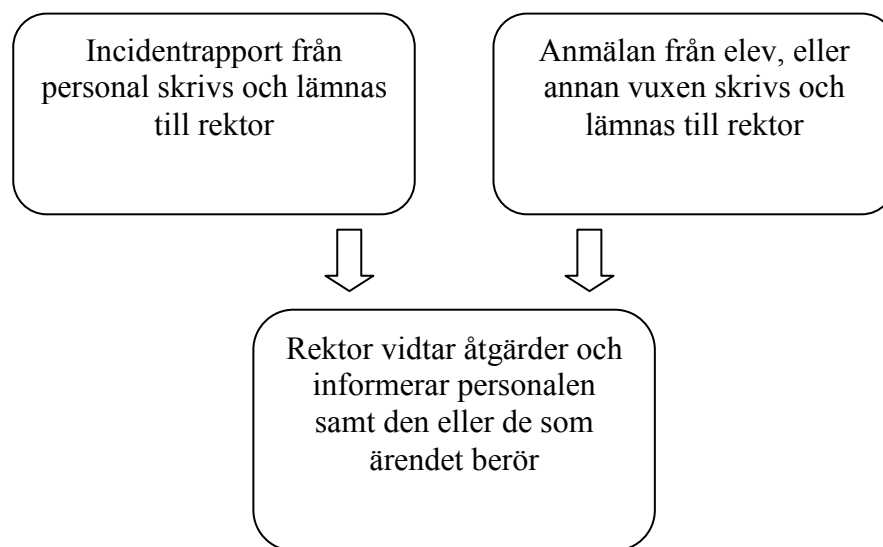 Incidentrapport från
personal skrivs och lämnas
till rektor
Anmälan från elev, eller
annan vuxen skrivs och
lämnas till rektor
Rektor vidtar åtgärder och
informerar personalen
samt den eller de som
ärendet berör